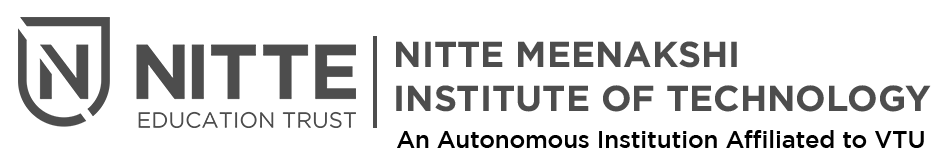 N
NITTE
EDUCATION TRUST
NITTE MEENAKSHI
INSTITUTE OF TECHNOLOGY
An Autonomous Institution Affiliated to VTU